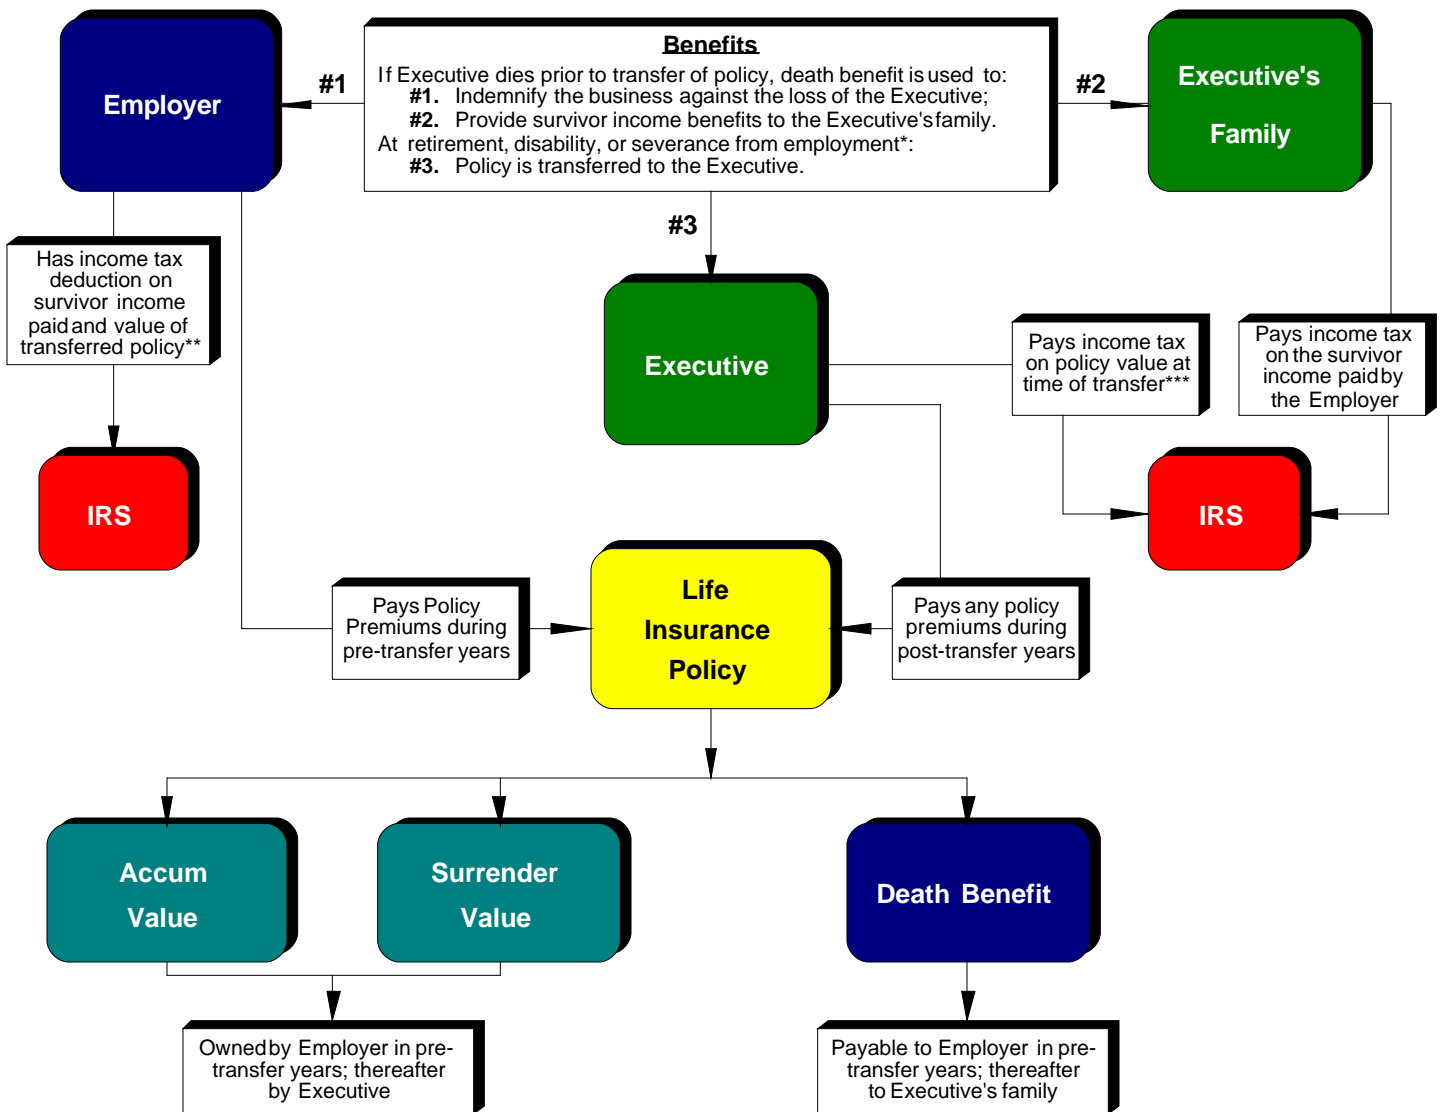 Benefits
If Executive dies prior to transfer of policy, death benefit is used to:
#1. Indemnify the business against the loss of the Executive;
#2. Provide survivor income benefits to the Executive's family.
At retirement, disability, or severance from employment*:
#3. Policy is transferred to the Executive.
Employer
#1
#2
Executive's
Family
#3
Has income tax
deduction on
survivor income
paid and value of
transferred policy**
Executive
Pays income tax
on policy value at
time of transfer***
Pays income tax
on the survivor
income paid by
the Employer
IRS
IRS
Pays Policy
Premiums during
pre-transfer years
Life
Insurance
Policy
Pays any policy
premiums during
post-transfer years
Accum
Value
Surrender
Value
Death Benefit
Owned by Employer in pre-
transfer years; thereafter
by Executive
Payable to Employer in pre-
transfer years; thereafter
to Executive's family